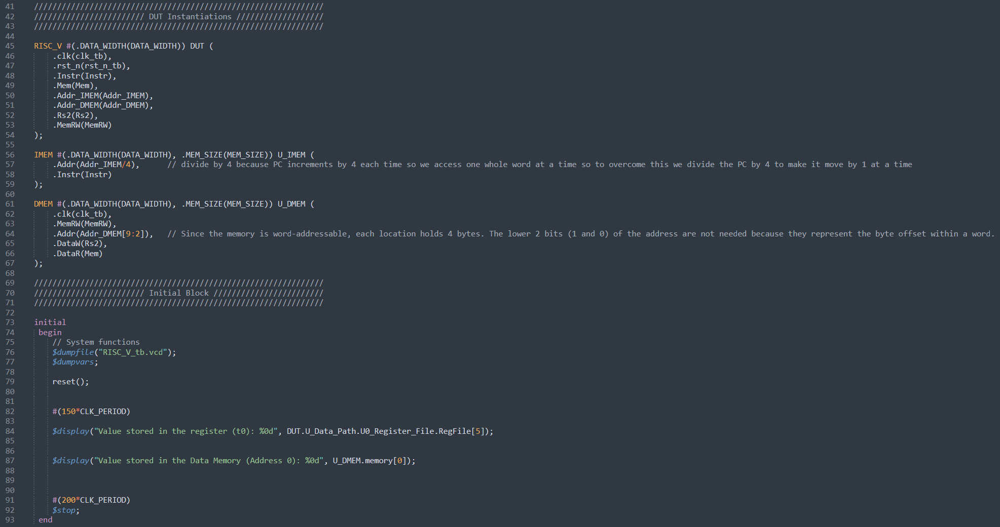 41 ///////////////////////////////////////////////////////////////
42 //////////////////////// DUT Instantiations ///////////////////
43 ///////////////////////////////////////////////////////////////
44
45 RISC_V #(.DATA_WIDTH(DATA_WIDTH)) DUT (
46 .clk(clk_tb),
47 .rst_n(rst_n_tb),
48 .Instr(Instr),
49 .Mem(Mem),
50 .Addr_IMEM(Addr_IMEM),
51 .Addr_DMEM(Addr_DMEM),
52 .Rs2(Rs2),
53 .MemRW(MemRW)
54 );
55
56 IMEM #(.DATA_WIDTH(DATA_WIDTH), .MEM_SIZE(MEM_SIZE)) U_IMEM (
57 .Addr(Addr_IMEM/4), // divide by 4 because PC increments by 4 each time so we access one whole word at a time so to overcome this we divide the PC by 4 to make it move by 1 at a time
58 .Instr(Instr)
59 );
60
61 DMEM #(.DATA_WIDTH(DATA_WIDTH), .MEM_SIZE(MEM_SIZE)) U_DMEM (
62 .clk(clk_tb),
63 .MemRW(MemRW),
64 .Addr(Addr_DMEM[9:2]), // Since the memory is word-addressable, each location holds 4 bytes. The lower 2 bits (1 and 0) of the address are not needed because they represent the byte offset within a word.
65 .DataW(Rs2),
66 .DataR(Mem)
67 );
68
69 ///////////////////////////////////////////////////////////////
70 //////////////////////// Initial Block ////////////////////////
71 ///////////////////////////////////////////////////////////////
72
73 initial
74 begin
75 // System functions
76 $dumpfile("RISC_V_tb.vcd");
77 $dumpvars;
78
79 reset();
80
81
82 #(150*CLK_PERIOD)
83
84 $display("Value stored in the register (t0): %0d", DUT.U_Data_Path.U0_Register_File.RegFile[5]);
85
86
87 $display("Value stored in the Data Memory (Address 0): %0d", U_DMEM.memory[0]);
88
89
90
91 #(200*CLK_PERIOD)
92 $stop;
93 end